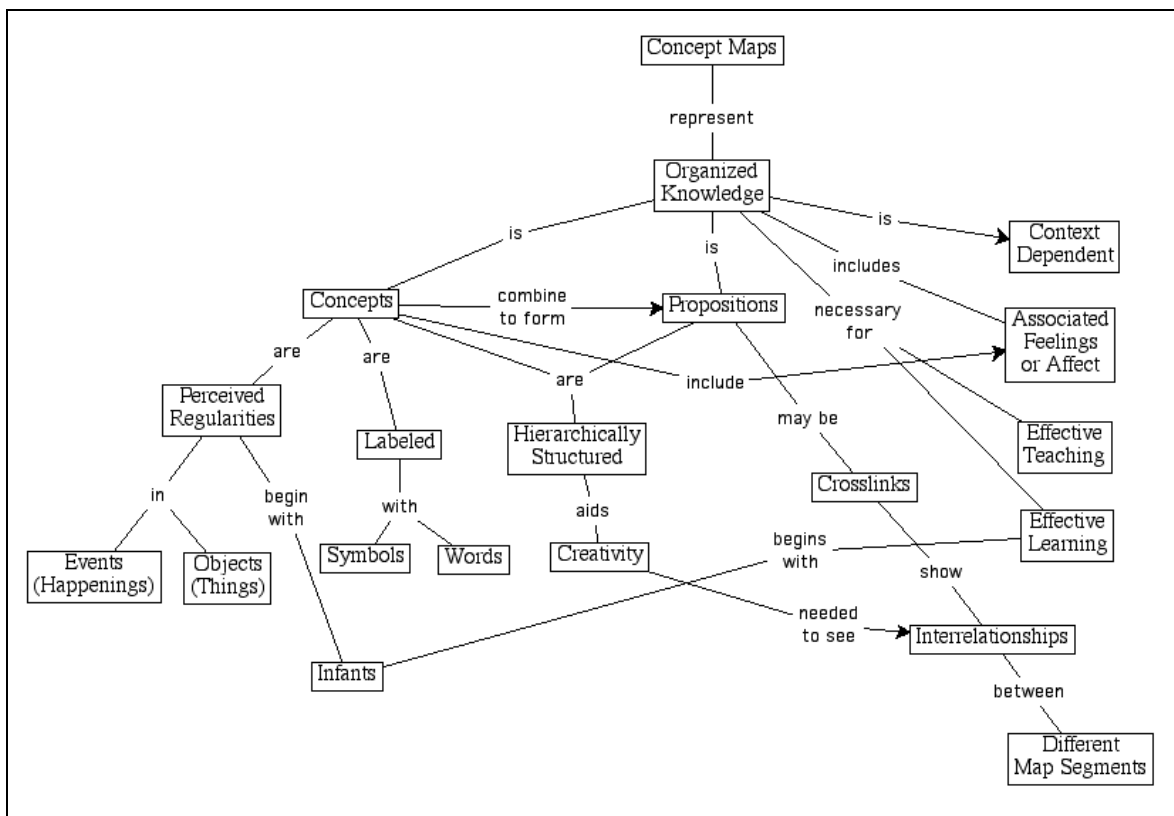 Concept Maps
represent
Organized
Knowledge
is
is
is
Context
Dependent
includes
Concepts
combine
to form
Propositions
necessary
for
Associated
Feelings
or Affect
are
are
are
include
Perceived
Regularities
Labeled
Hierarchically
Structured
may be
Effective
Teaching
in
begin
with
with
aids
Crosslinks
Effective
Learning
Events
(Happenings)
Objects
(Things)
Symbols
Words
Creativity
begins
with
show
needed
to see
Interrelationships
Infants
between
Different
Map Segments